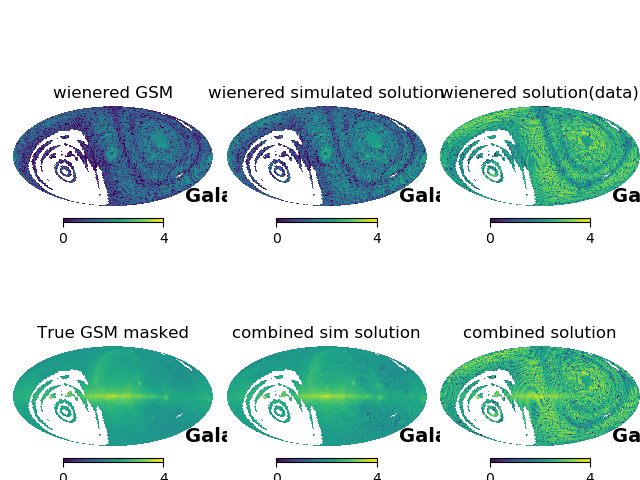 wienered GSM wienered simulated solution wienered solution(data)
Gala Gala Ga
0 4 0 4 0 4
True GSM masked combined sim solution combined solution
Gala Gala Ga
0 4 0 4 0 4